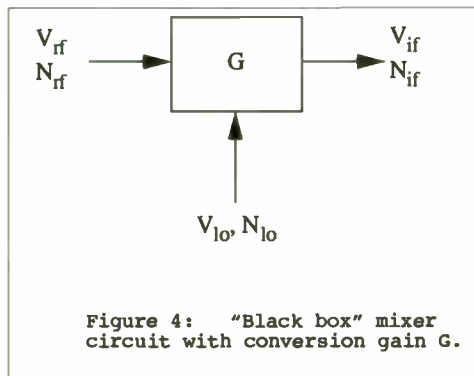 V_rf
N_rf
G
V_if
N_if
V_lo, N_lo
Figure 4: "Black box" mixer
circuit with conversion gain G.